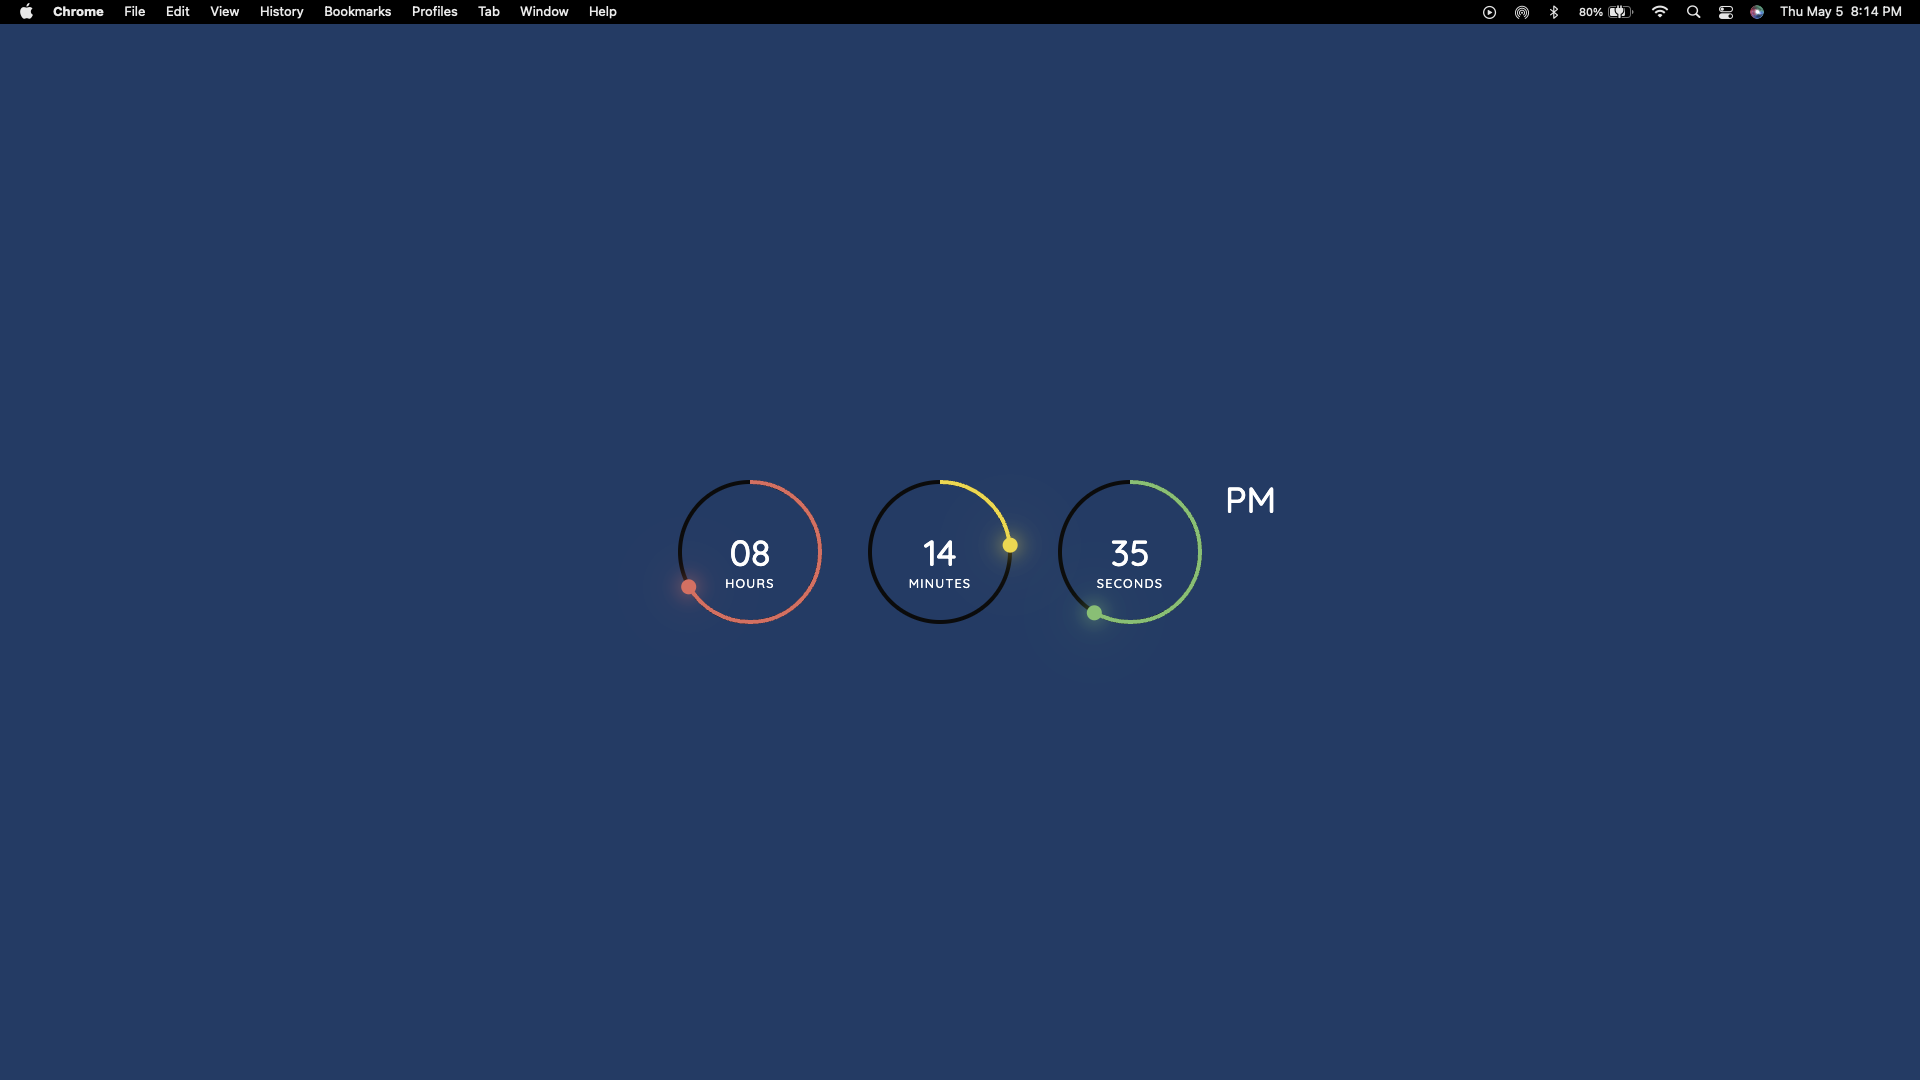 Chrome File Edit View History Bookmarks Profiles Tab Window Help 80% Thu May 5 8:14 PM
08 14 35 PM
HOURS MINUTES SECONDS